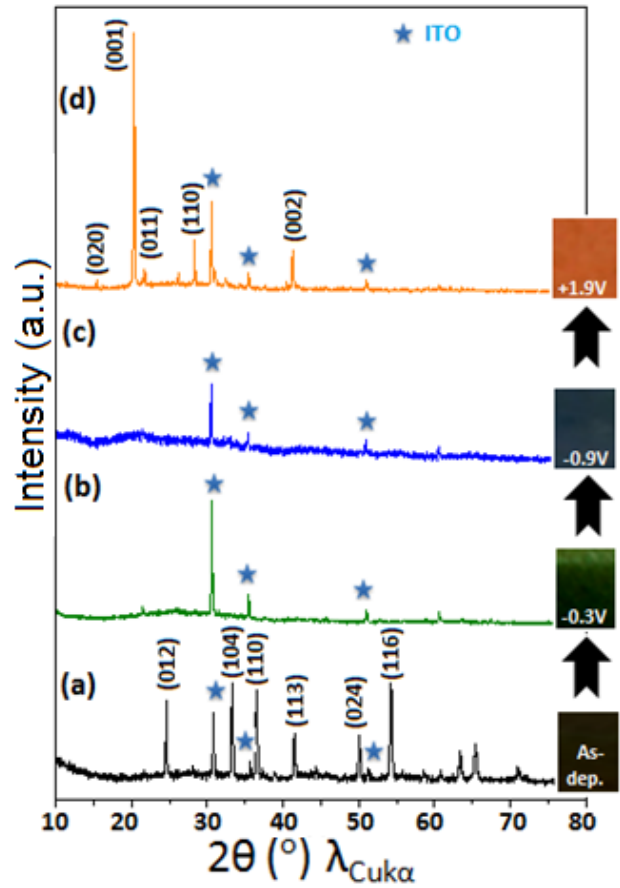 ★ ITO
(001)
(d)
(020)
(011)
(110)
(002)
+1.9V
(c)
-0.9V
(b)
-0.3V
(a)
(012)
(104)
(110)
(113)
(024)
(116)
As-
dep.
Intensity (a.u.)
10 20 30 40 50 60 70 80
2θ (°) λCukα